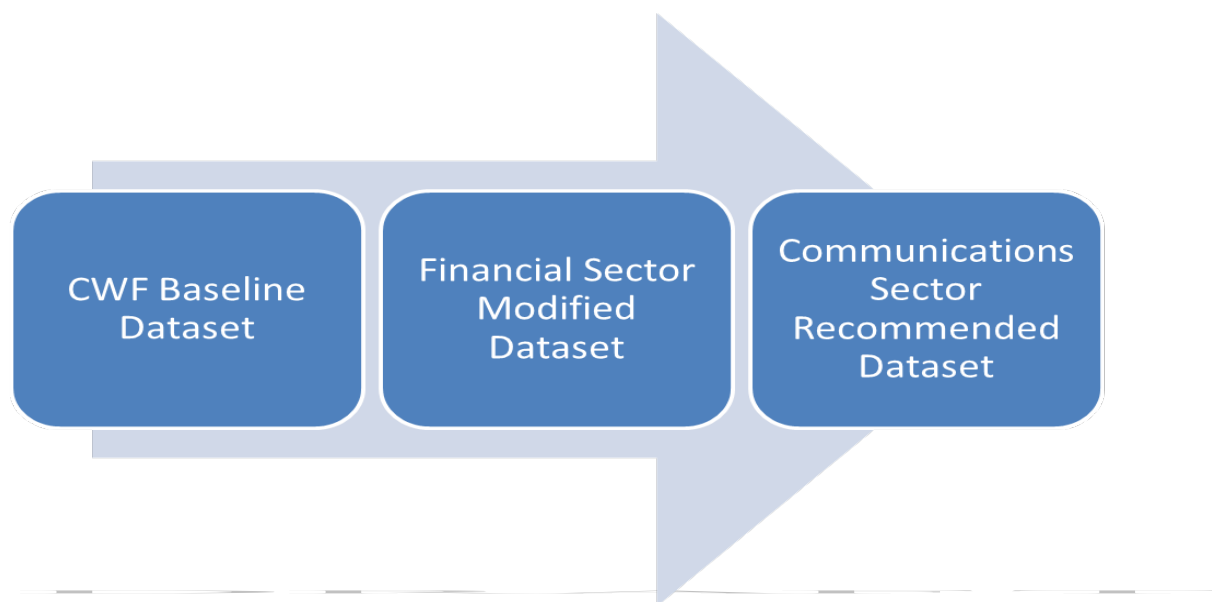 CWF Baseline
Dataset
Financial Sector
Modified
Dataset
Communications
Sector
Recommended
Dataset